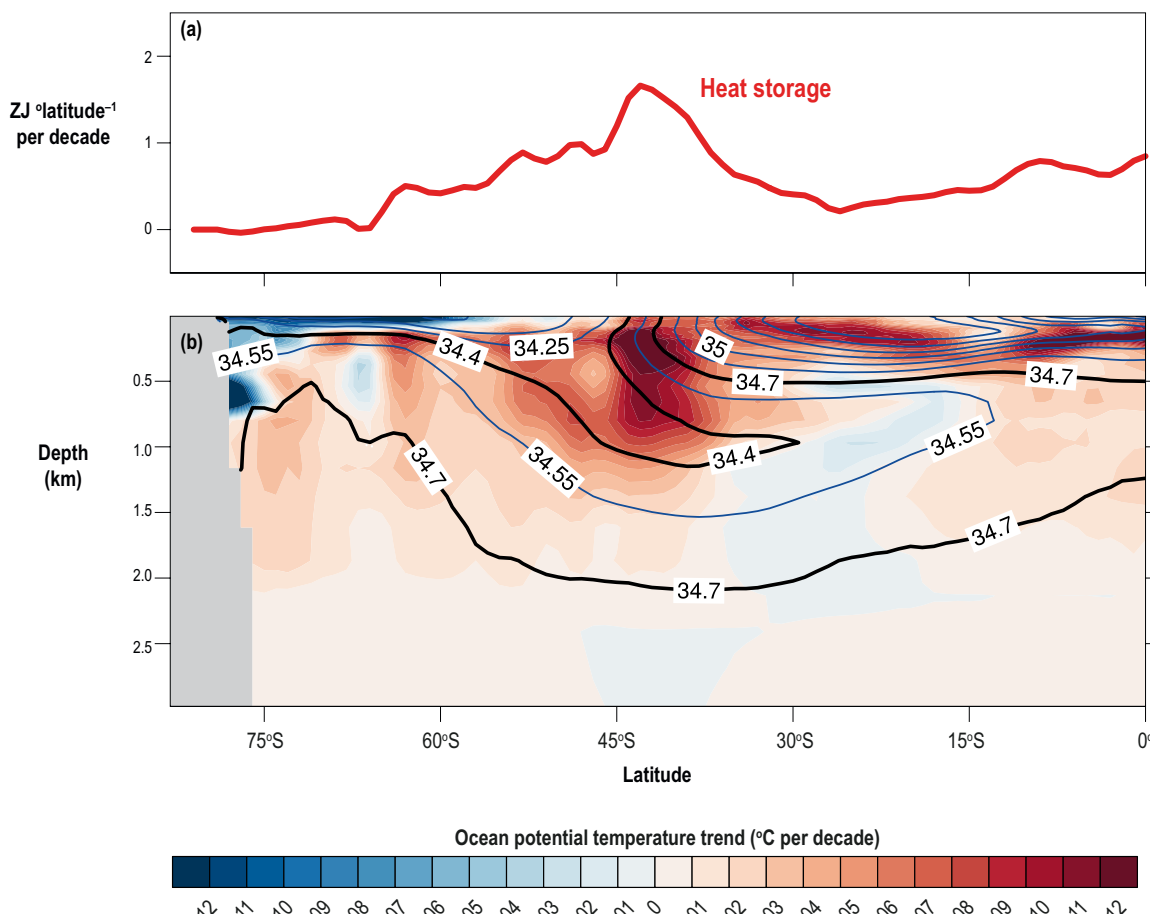 (a)
2
1
0
ZJ °latitude⁻¹
per decade
Heat storage
(b)
34.55
34.4
34.25
35
34.7
34.7
34.55
34.4
34.55
34.7
34.7
34.7
0.5
1.0
1.5
2.0
2.5
Depth
(km)
75°S 60°S 45°S 30°S 15°S 0°
Latitude
Ocean potential temperature trend (°C per decade)
12 11 10 09 08 07 06 05 04 03 02 01 0 01 02 03 04 05 06 07 08 09 10 11 12